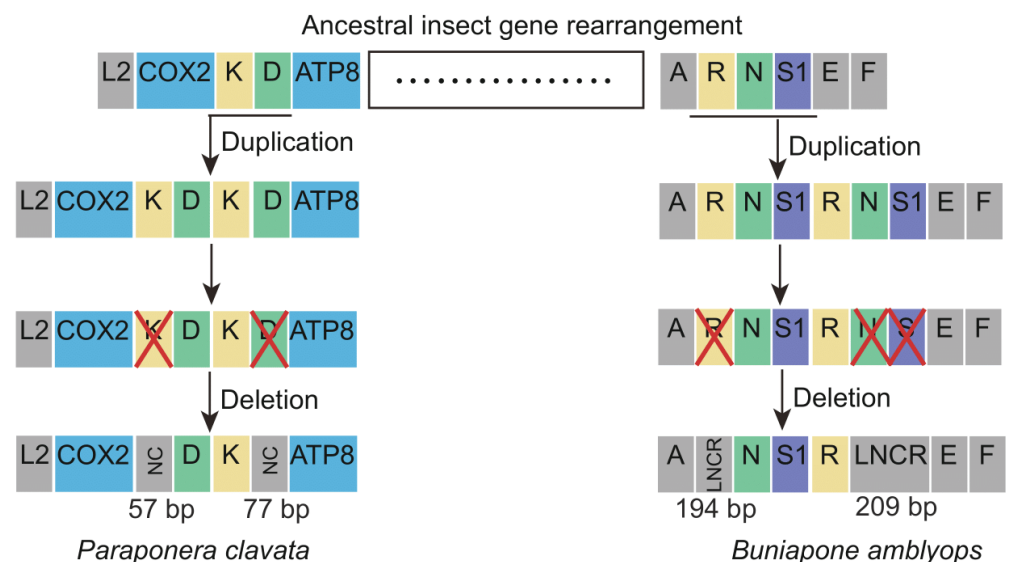 Ancestral insect gene rearrangement
L2 COX2 K D ATP8 ................ A R N S1 E F
Duplication Duplication
L2 COX2 K D K D ATP8 A R N S1 R N S1 E F
L2 COX2 K D K D ATP8 A R N S1 R N S E F
Deletion Deletion
L2 COX2 NC D K NC ATP8 A LNCR N S1 R LNCR E F
57 bp 77 bp 194 bp 209 bp
Paraponera clavata Buniapone amblyops